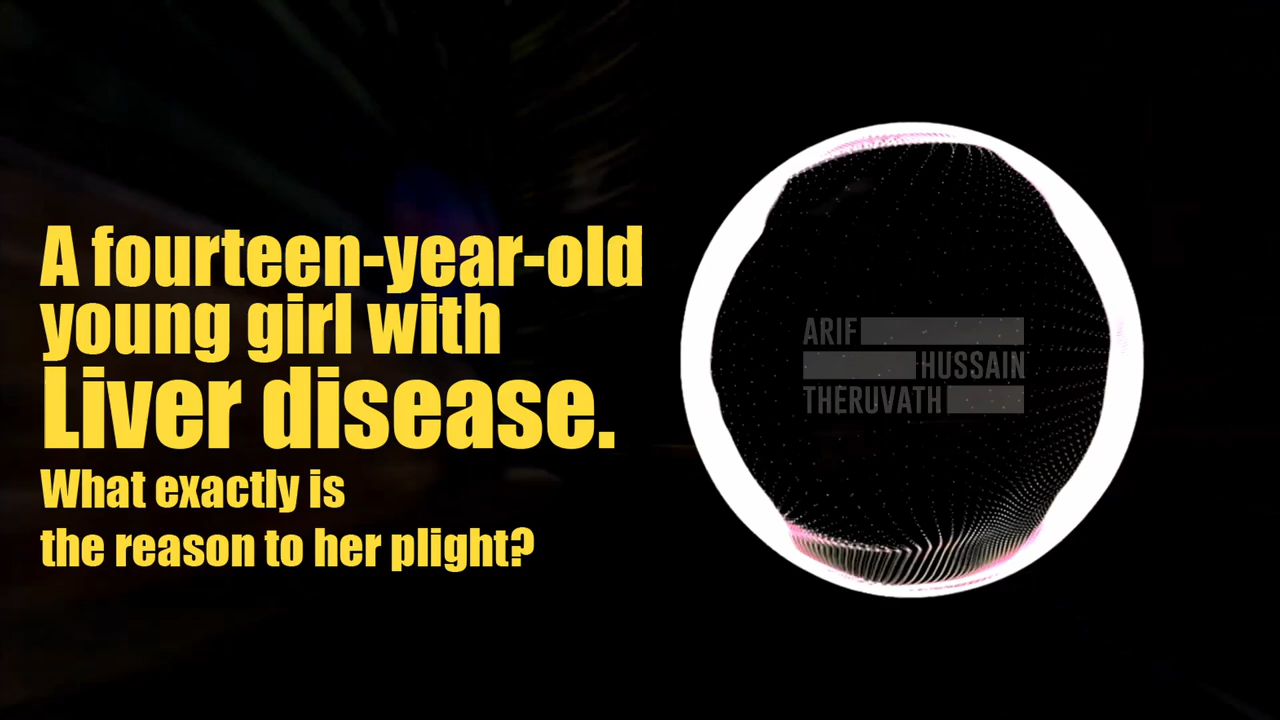 A fourteen-year-old
young girl with
Liver disease.
What exactly is
the reason to her plight?
ARIF
HUSSAIN
THERUVATH